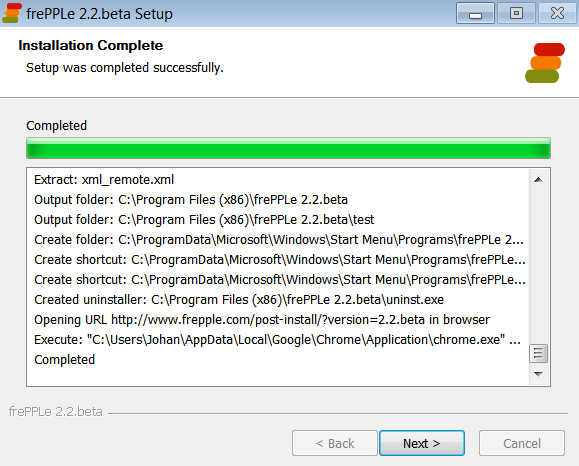 frePPLe 2.2.beta Setup
Installation Complete
Setup was completed successfully.
Completed
Extract: xml_remote.xml
Output folder: C:\Program Files (x86)\frePPLe 2.2.beta
Output folder: C:\Program Files (x86)\frePPLe 2.2.beta\test
Create folder: C:\ProgramData\Microsoft\Windows\Start Menu\Programs\frePPLe 2...
Create shortcut: C:\ProgramData\Microsoft\Windows\Start Menu\Programs\frePPLe...
Create shortcut: C:\ProgramData\Microsoft\Windows\Start Menu\Programs\frePPLe...
Created uninstaller: C:\Program Files (x86)\frePPLe 2.2.beta\uninst.exe
Opening URL http://www.frepple.com/post-install/?version=2.2.beta in browser
Execute: "C:\Users\Johan\AppData\Local\Google\Chrome\Application\chrome.exe" ...
Completed
frePPLe 2.2.beta
< Back Next > Cancel